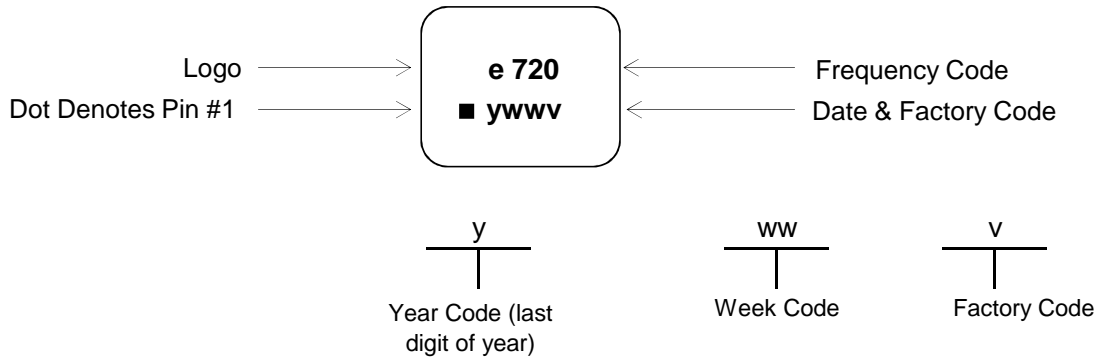 Logo
e 720
Frequency Code
Dot Denotes Pin #1
■ ywwv
Date & Factory Code
y
ww
v
Year Code (last
digit of year)
Week Code
Factory Code